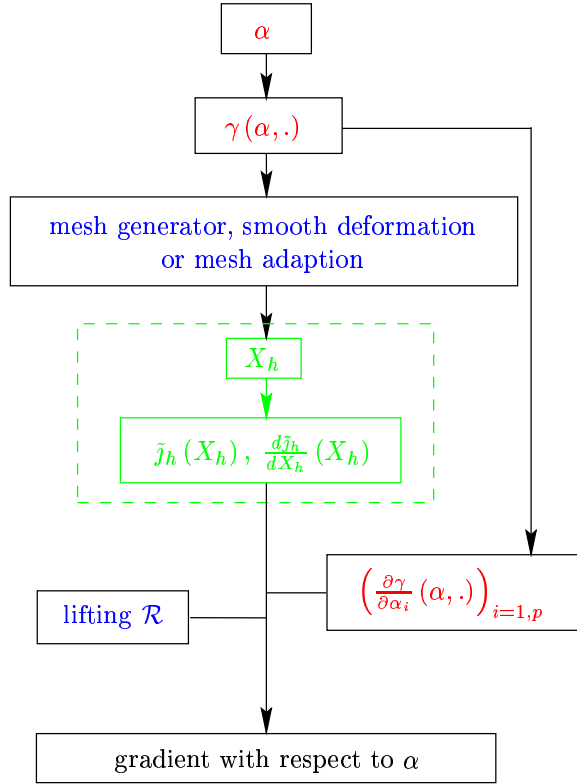 α
γ (α, .)
mesh generator, smooth deformation
or mesh adaption
X_h
j̃_h (X_h) , dj̃_h/dX_h (X_h)
(∂γ/∂α_i (α, .))_{i=1,p}
lifting ℛ
gradient with respect to α